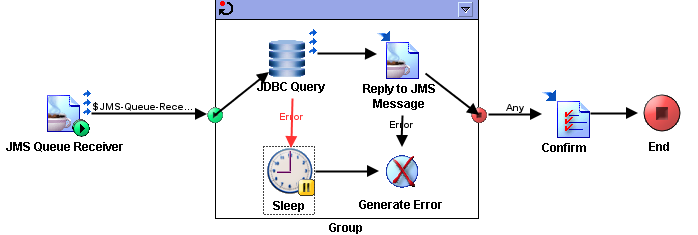 JDBC Query
Reply to JMS
Message
$JMS-Queue-Rece...
Any
JMS Queue Receiver
Error
Error
Confirm
End
Sleep
Generate Error
Group